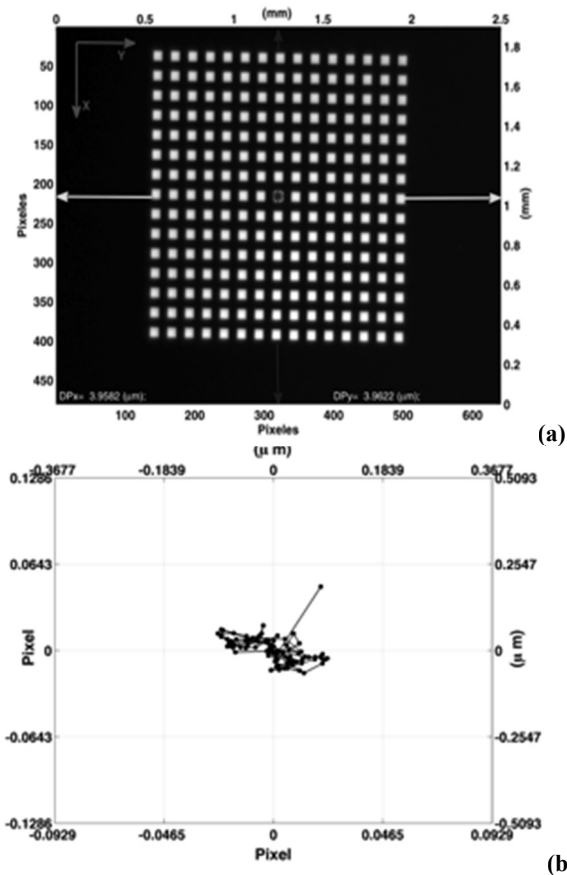 (mm)
0 0.5 1 1.5 2 2.5
Y
X
50
100
150
200
250
300
350
400
450
Pixeles
1.8
1.6
1.4
1.2
1
0.8
0.6
0.4
0.2
0
(mm)
DPx= 3.9582 (µm); DPy= 3.9622 (µm);
100 200 300 400 500 600
Pixeles
(a)
(µ m)
-0.3677 -0.1839 0 0.1839 0.3677
0.1286 0.5093
0.0643 0.2547
0 0
-0.0643 -0.2547
-0.1286 -0.5093
Pixel
(µ m)
-0.0929 -0.0465 0 0.0465 0.0929
Pixel
(b